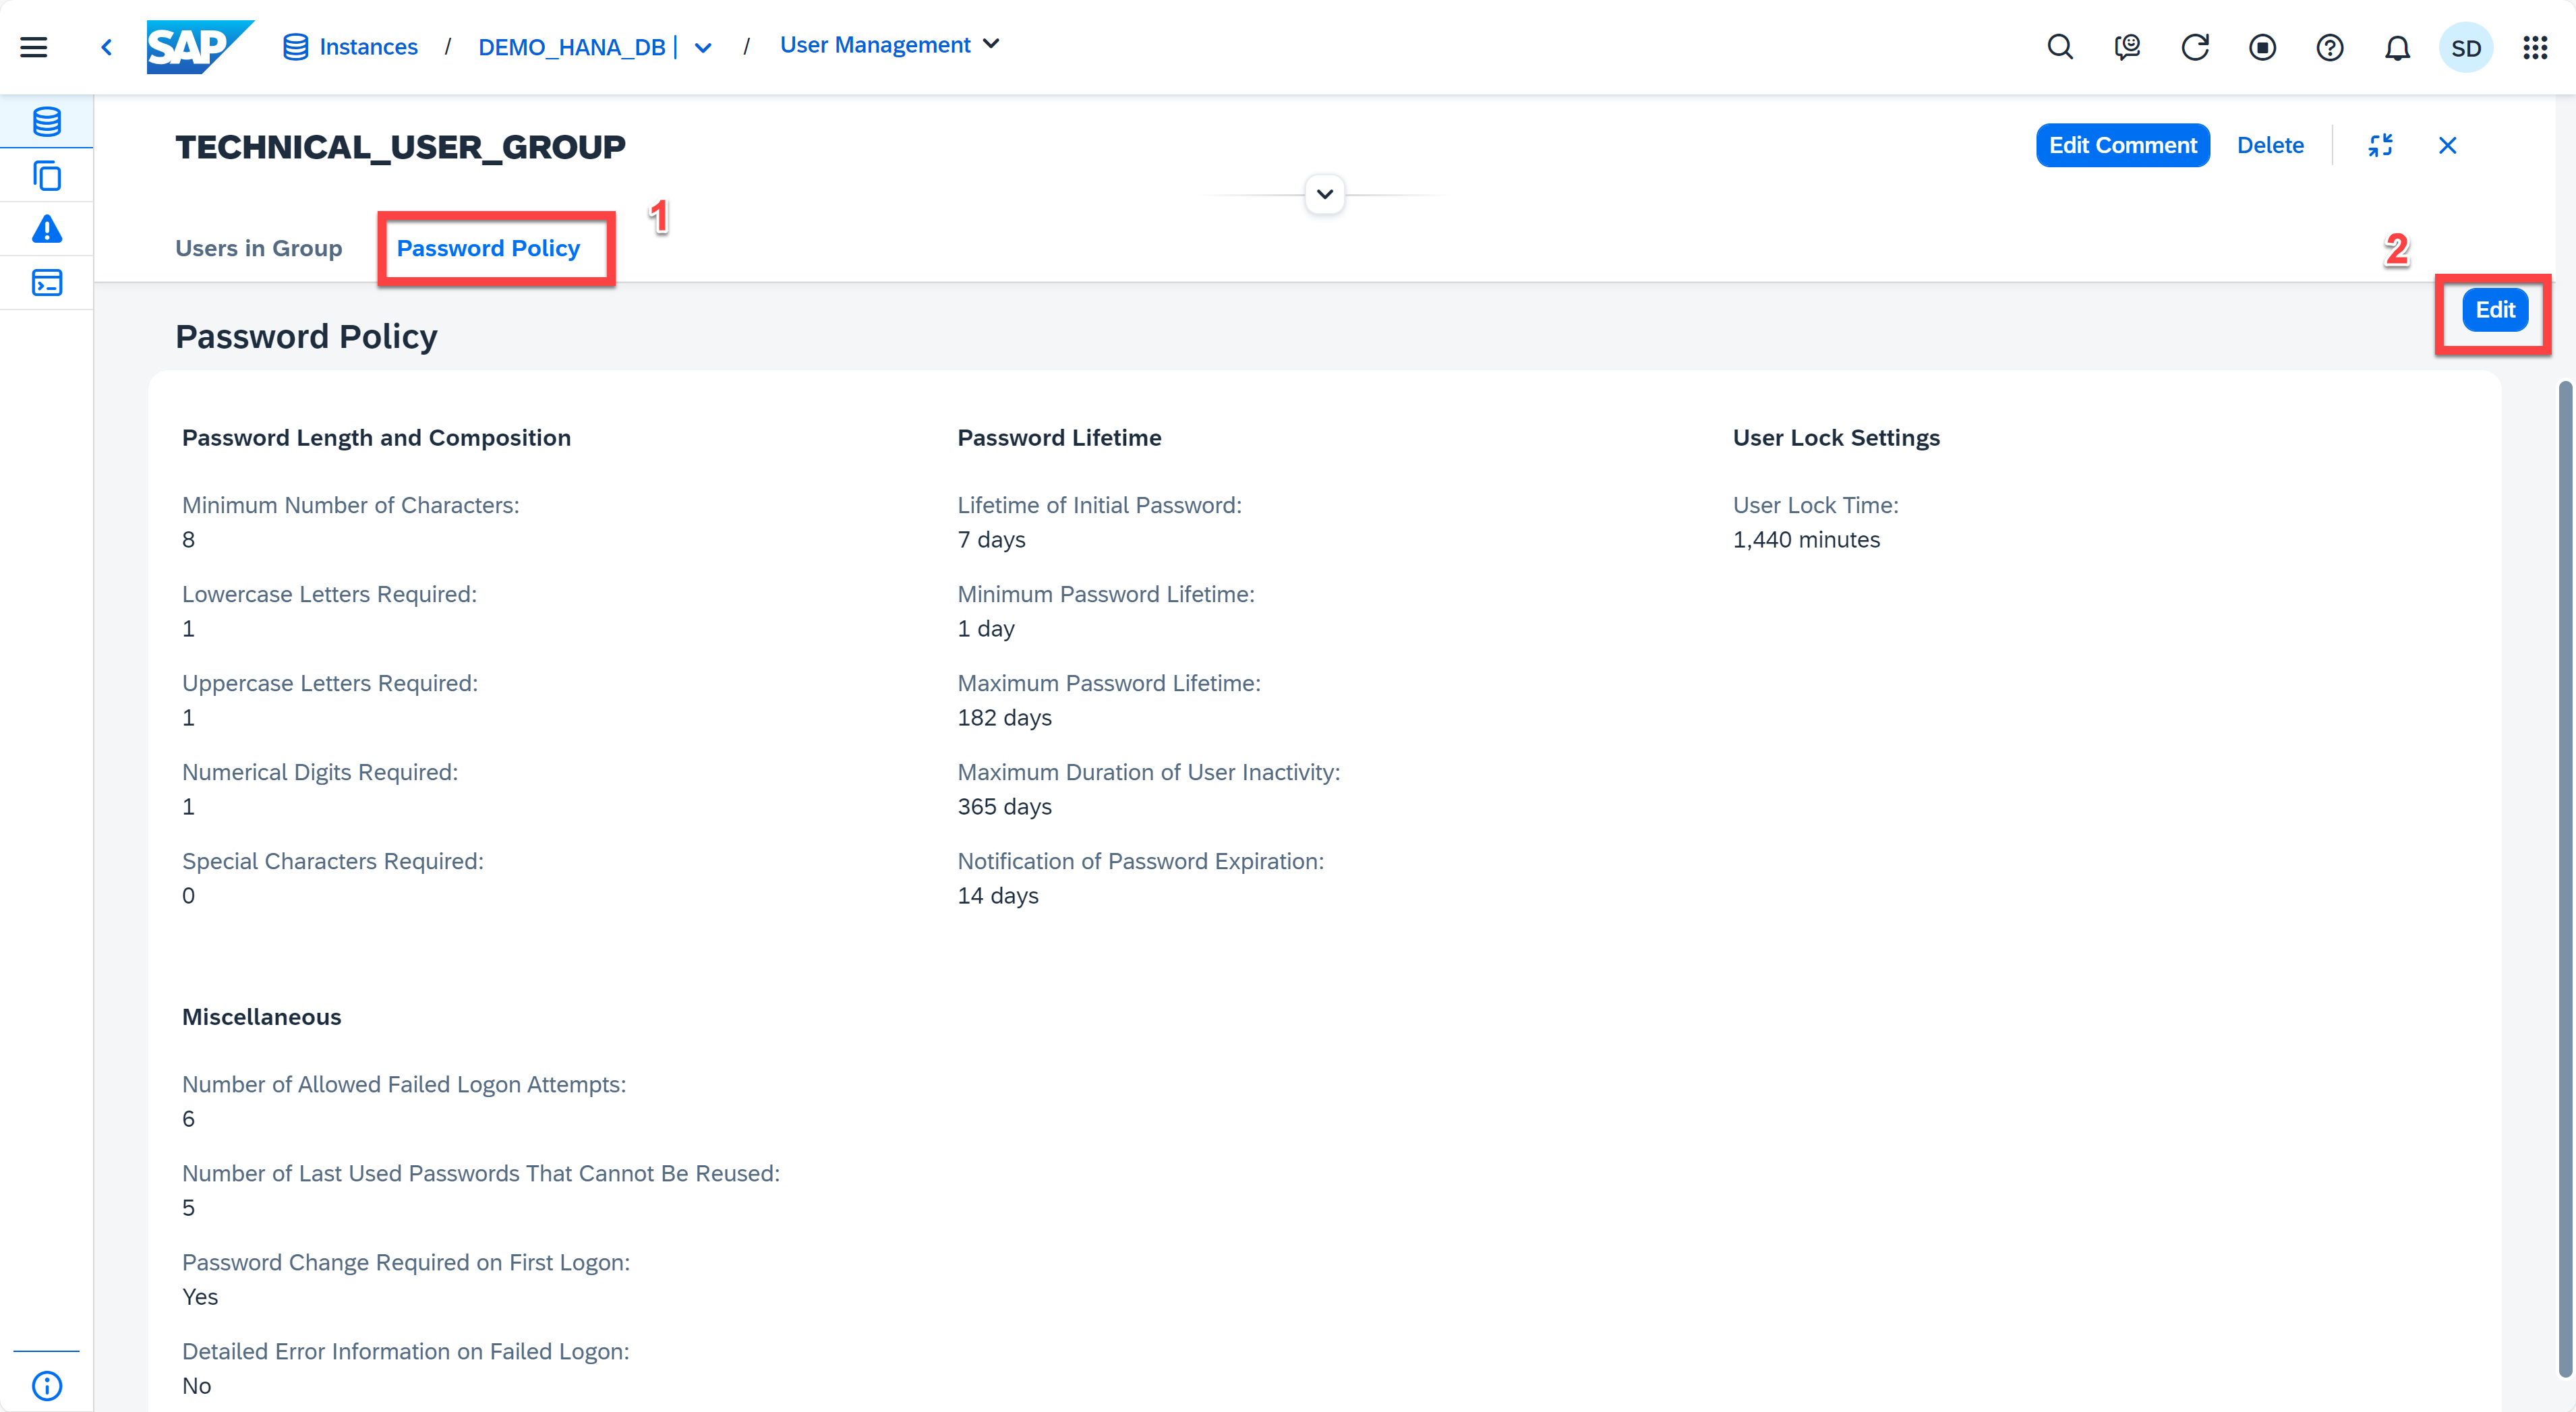 SAP Instances / DEMO_HANA_DB | / User Management SD
TECHNICAL_USER_GROUP
Edit Comment Delete
Users in Group Password Policy 1
2
Edit
Password Policy
Password Length and Composition
Minimum Number of Characters:
8
Lowercase Letters Required:
1
Uppercase Letters Required:
1
Numerical Digits Required:
1
Special Characters Required:
0
Password Lifetime
Lifetime of Initial Password:
7 days
Minimum Password Lifetime:
1 day
Maximum Password Lifetime:
182 days
Maximum Duration of User Inactivity:
365 days
Notification of Password Expiration:
14 days
User Lock Settings
User Lock Time:
1,440 minutes
Miscellaneous
Number of Allowed Failed Logon Attempts:
6
Number of Last Used Passwords That Cannot Be Reused:
5
Password Change Required on First Logon:
Yes
Detailed Error Information on Failed Logon:
No